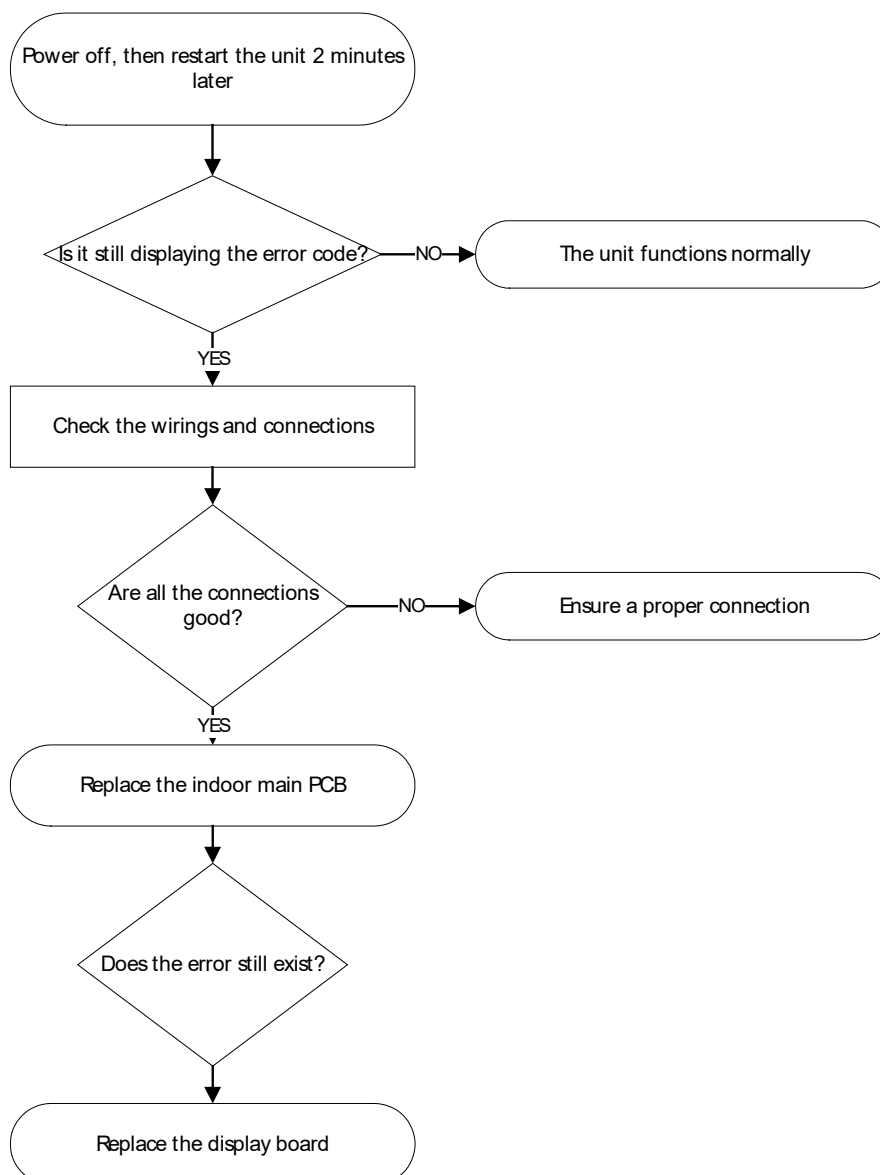 Power off, then restart the unit 2 minutes
later
Is it still displaying the error code?
NO
The unit functions normally
YES
Check the wirings and connections
Are all the connections
good?
NO
Ensure a proper connection
YES
Replace the indoor main PCB
Does the error still exist?
Replace the display board